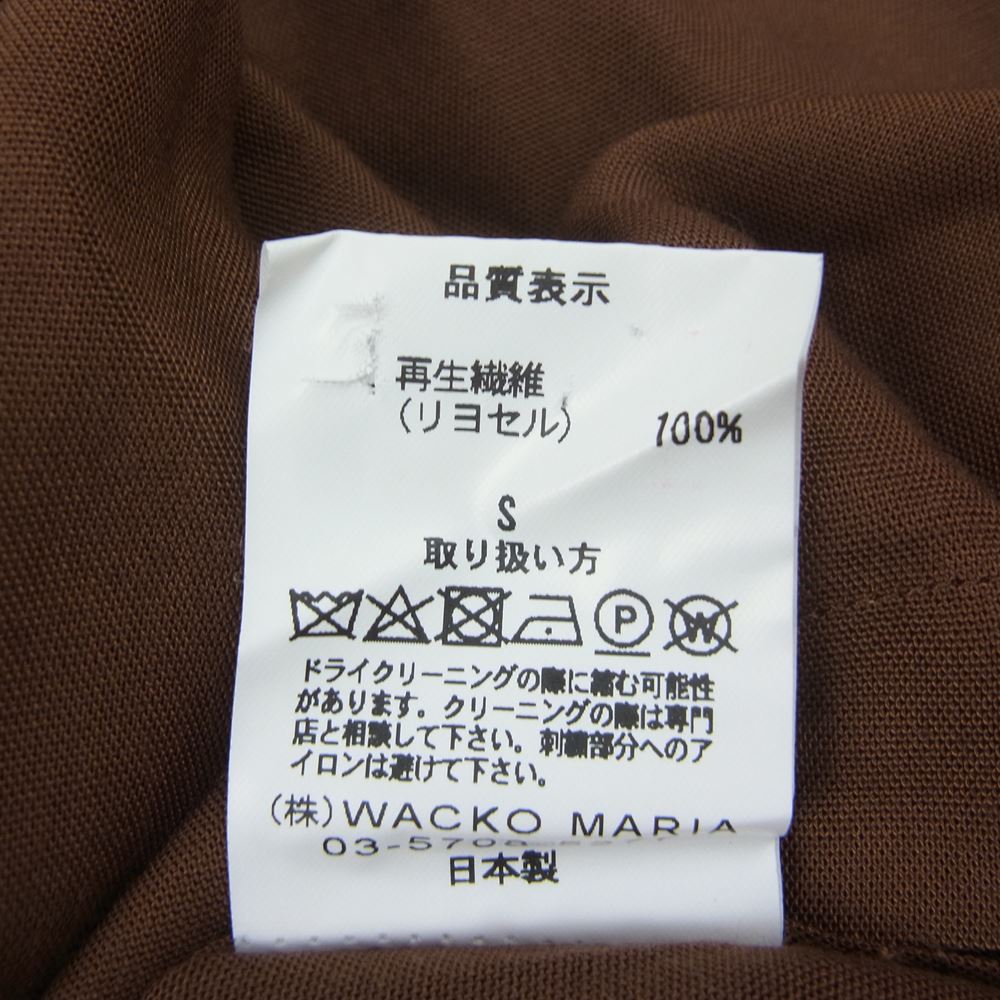 品質表示
再生繊維
(リヨセル) 100%
S
取り扱い方
P W
ドライクリーニングの際に縮む可能性
があります。クリーニングの際は専門
店と相談して下さい。刺繍部分へのア
イロンは避けて下さい。
(株)WACKO MARIA
日本製